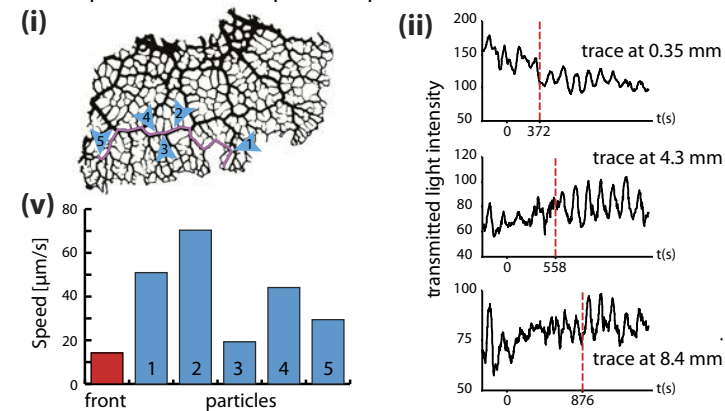 (i)
1
2
3
4
5
(ii)
transmitted light intensity
200
150
100
50
trace at 0.35 mm
0
372
t(s)
120
100
80
60
40
trace at 4.3 mm
0
558
t(s)
100
75
50
trace at 8.4 mm
0
876
t(s)
(v)
Speed [µm/s]
80
60
40
20
0
1
2
3
4
5
front
particles